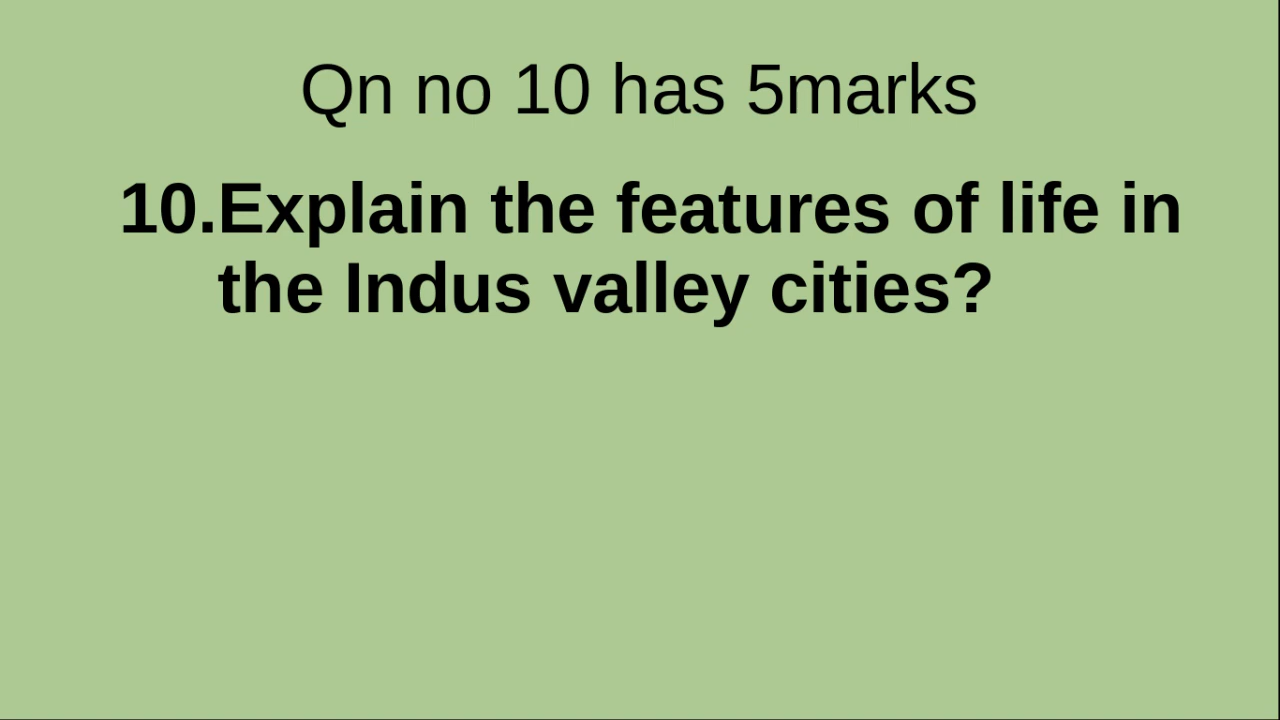 Qn no 10 has 5marks
10.Explain the features of life in
the Indus valley cities?